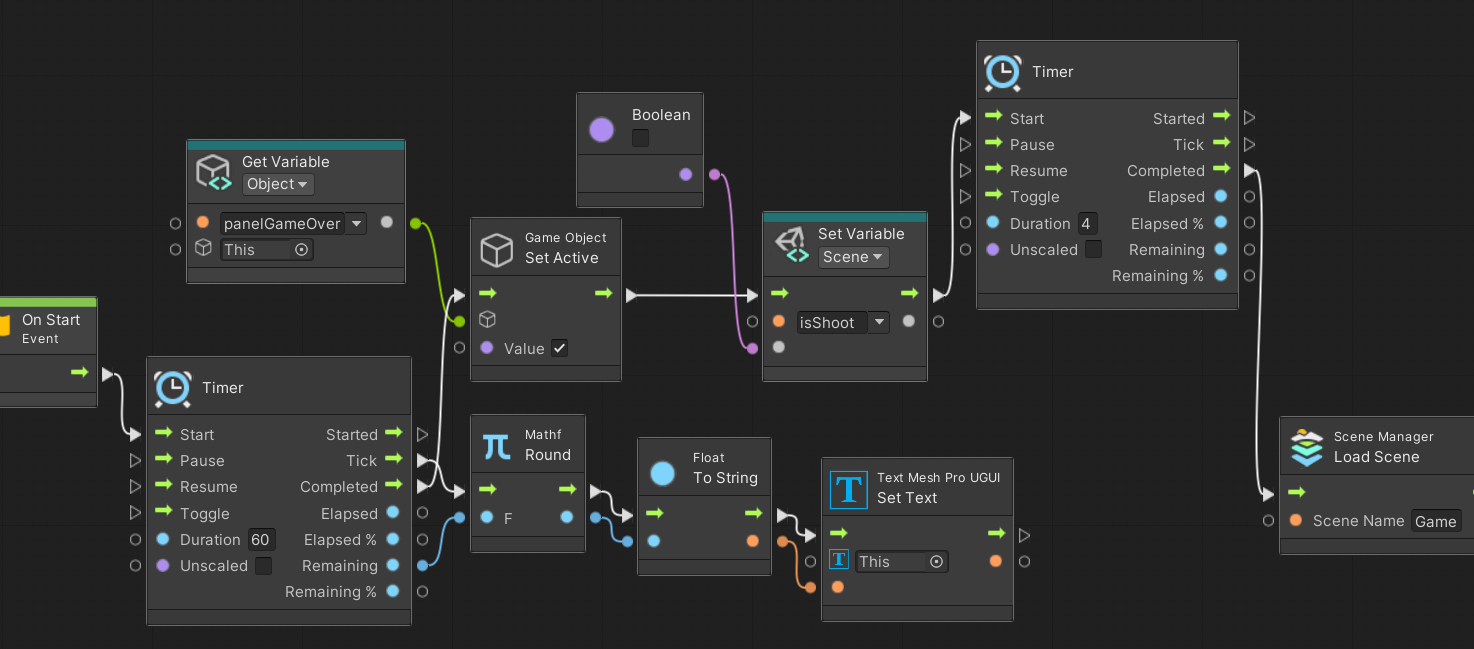 On Start
Event
Get Variable
Object
panelGameOver
This
Timer
Start Started
Pause Tick
Resume Completed
Toggle Elapsed
Duration 60 Elapsed %
Unscaled Remaining
Remaining %
Game Object
Set Active
Value
Boolean
Mathf
Round
F
Float
To String
Text Mesh Pro UGUI
Set Text
This
Set Variable
Scene
isShoot
Timer
Start Started
Pause Tick
Resume Completed
Toggle Elapsed
Duration 4 Elapsed %
Unscaled Remaining
Remaining %
Scene Manager
Load Scene
Scene Name Game